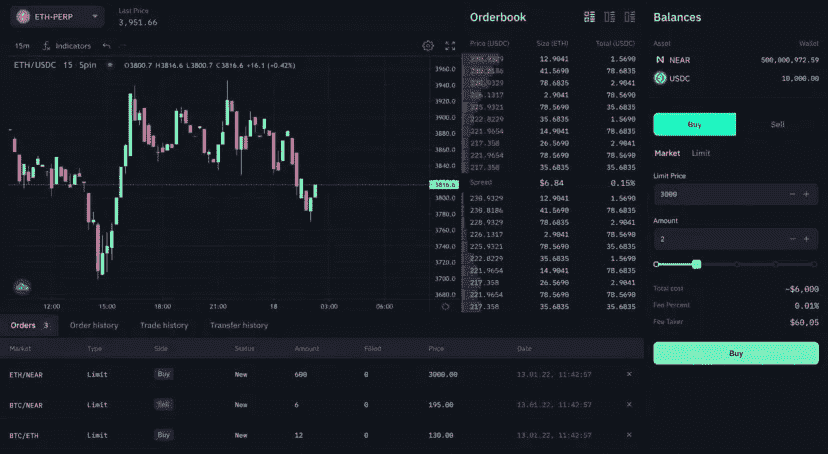 ETH-PERP
Last Price
3,951.66
15m Indicators
ETH/USDC 15 Spin O3800.7 H3816.6 L3800.7 C3816.6 +16.1 (+0.42%)
3960.0
3940.0
3920.0
3900.0
3880.0
3860.0
3840.0
3816.6
3800.0
3780.0
3760.0
3740.0
3720.0
3700.0
3680.0
12:00 15:00 18:00 21:00 18 03:00 06:00
Orderbook
Price (USDC) Size (ETH) Total (USDC)
230.9329 12.9041 1.5690
230.8186 41.5690 78.6835
228.9329 78.6835 2.9041
226.1317 2.9041 78.5690
225.9321 78.5690 35.6835
222.8229 35.6835 1.5690
221.9654 14.9041 78.6835
217.358 26.5690 2.9041
221.9654 78.5690 78.5690
217.358 78.6835 35.6835
Spread $6.84 0.15%
230.9329 12.9041 1.5690
230.8186 41.5690 78.6835
228.9329 78.6835 2.9041
226.1317 2.9041 78.5690
225.9321 78.5690 35.6835
222.8229 35.6835 1.5690
221.9654 14.9041 78.6835
217.358 26.5690 2.9041
221.9654 78.5690 78.5690
217.358 78.6835 35.6835
Balances
Asset Wallet
NEAR 500,000,972.59
USDC 10,000.00
Buy Sell
Market Limit
Limit Price
3000 − +
Amount
2 − +
Total cost ~$6,000
Fee Percent 0.01%
Fee Taker $60,05
Buy
Orders 3 Order history Trade history Transfer history
Market Type Side Status Amount Filled Price Date
ETH/NEAR Limit Buy New 600 0 3000.00 13.01.22, 11:42:57 ×
BTC/NEAR Limit Sell New 6 0 195.00 13.01.22, 11:42:57 ×
BTC/ETH Limit Buy New 12 0 130.00 13.01.22, 11:42:57 ×